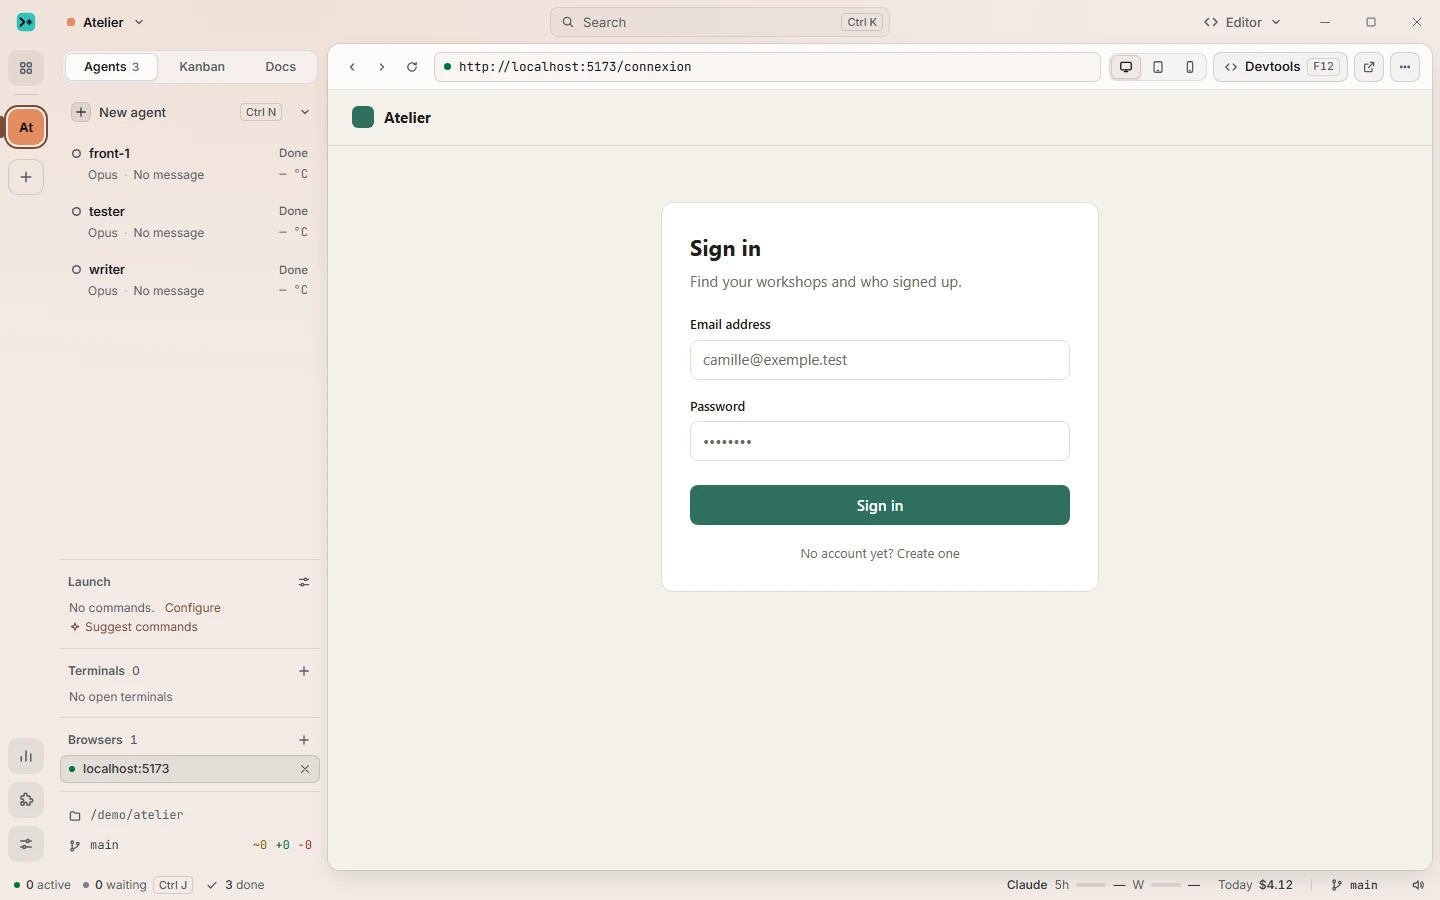 Atelier
Search
Ctrl K
Editor
Agents 3
Kanban
Docs
http://localhost:5173/connexion
Devtools F12
At
New agent
Ctrl N
front-1
Done
Opus · No message
— °C
tester
Done
Opus · No message
— °C
writer
Done
Opus · No message
— °C
Atelier
Sign in
Find your workshops and who signed up.
Email address
camille@exemple.test
Password
••••••••
Sign in
No account yet? Create one
Launch
No commands. Configure
Suggest commands
Terminals 0
No open terminals
Browsers 1
localhost:5173
/demo/atelier
main
~0 +0 -0
0 active
0 waiting
Ctrl J
3 done
Claude 5h — W —
Today $4.12
main